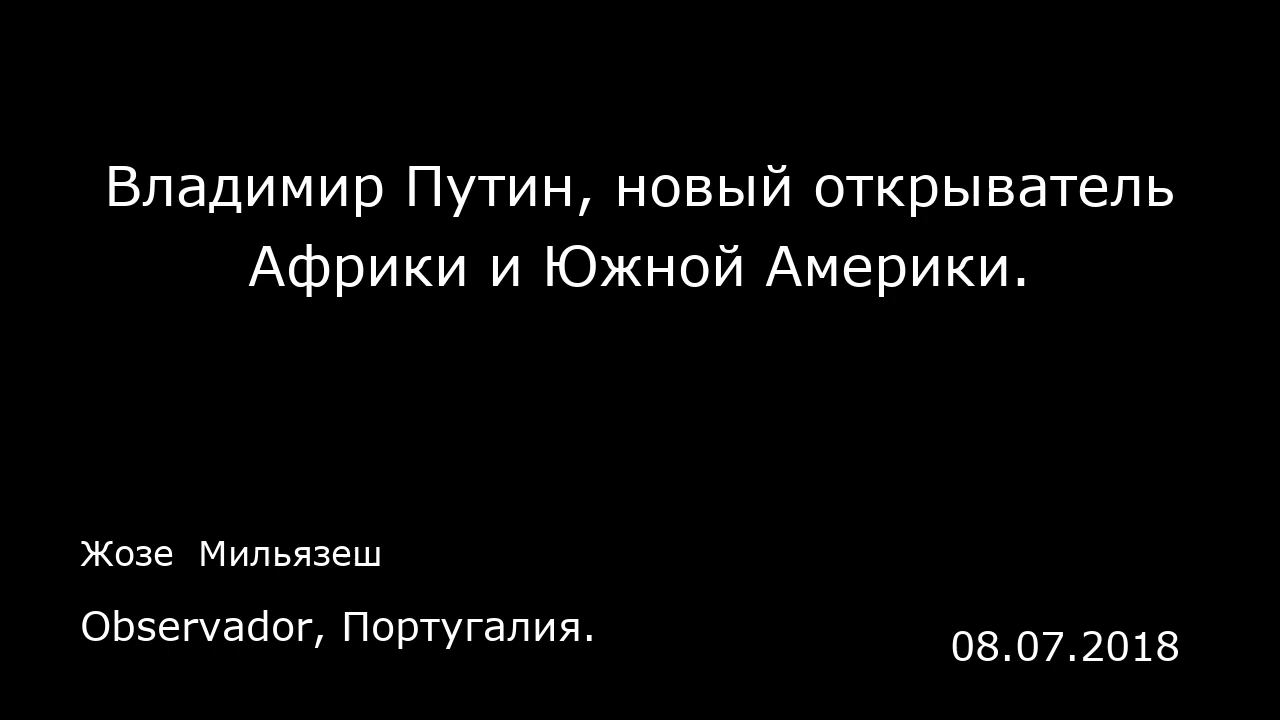 Владимир Путин, новый открыватель
Африки и Южной Америки.
Жозе  Мильязеш
Observador, Португалия.
08.07.2018